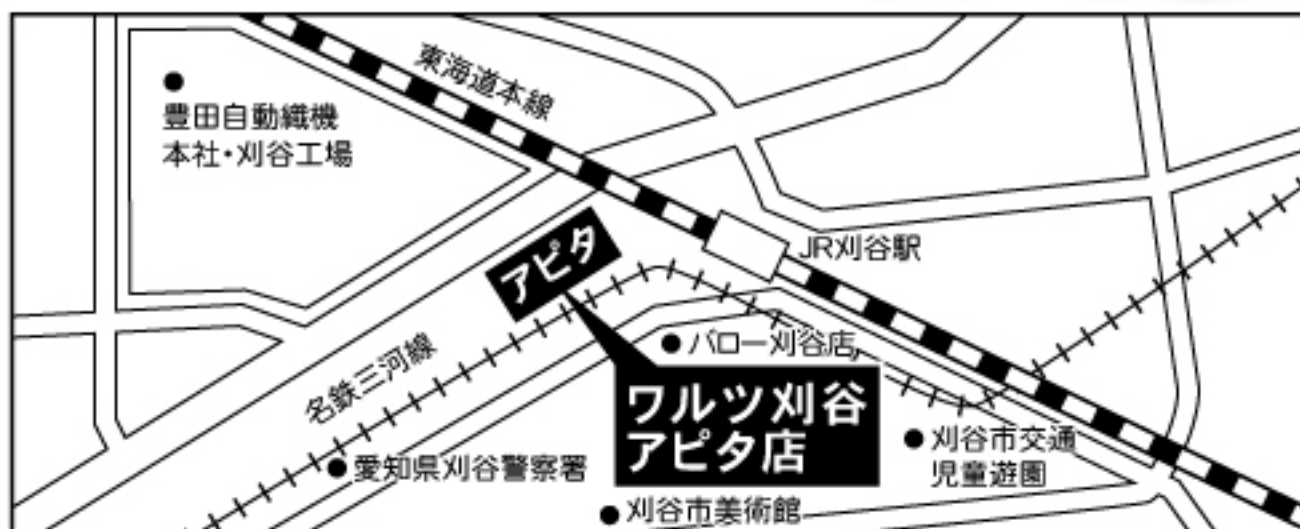 東海道本線
豊田自動織機
本社・刈谷工場
アピタ
JR刈谷駅
バロー刈谷店
名鉄三河線
ワルツ刈谷
アピタ店
刈谷市交通
児童遊園
愛知県刈谷警察署
刈谷市美術館